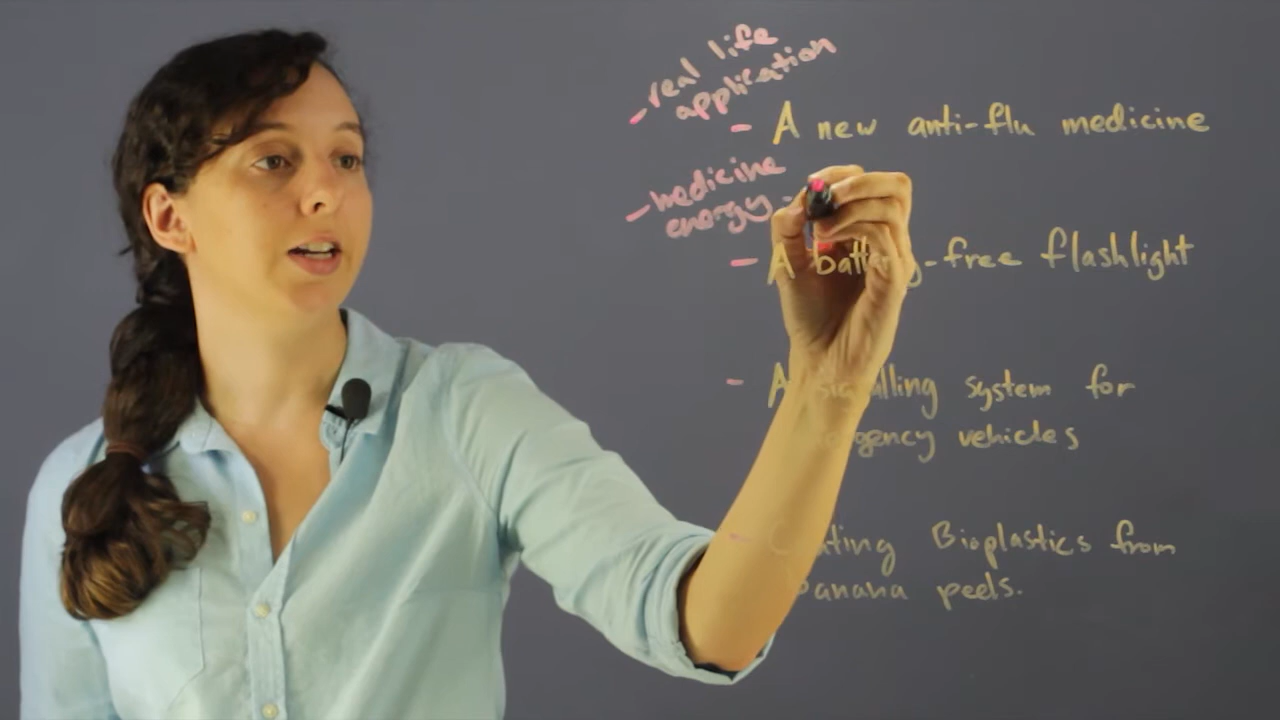 - real life
application
- A new anti-flu medicine
- medicine
energy -
- A -free flashlight
- A system for
vehicles
- Bioplastics from
peels.